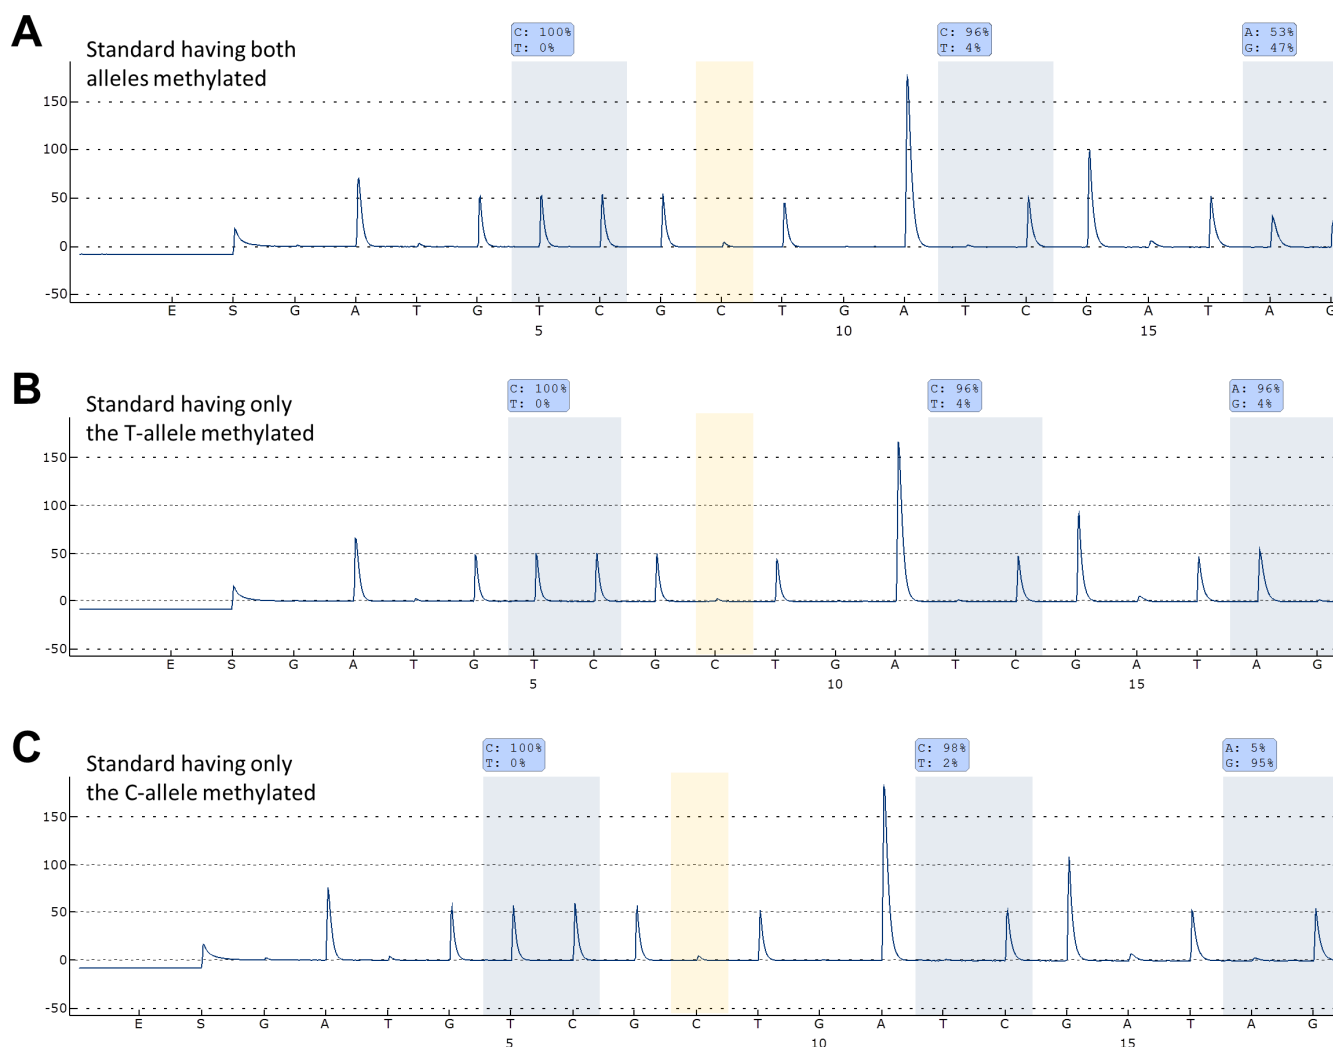 A
Standard having both
alleles methylated
C: 100%
T: 0%
C: 96%
T: 4%
A: 53%
G: 47%
150
100
50
0
-50
E S G A T G T C G C T G A T C G A T A G
5 10 15
B
Standard having only
the T-allele methylated
C: 100%
T: 0%
C: 96%
T: 4%
A: 96%
G: 4%
150
100
50
0
-50
E S G A T G T C G C T G A T C G A T A G
5 10 15
C
Standard having only
the C-allele methylated
C: 100%
T: 0%
C: 98%
T: 2%
A: 5%
G: 95%
150
100
50
0
-50
E S G A T G T C G C T G A T C G A T A G
5 10 15